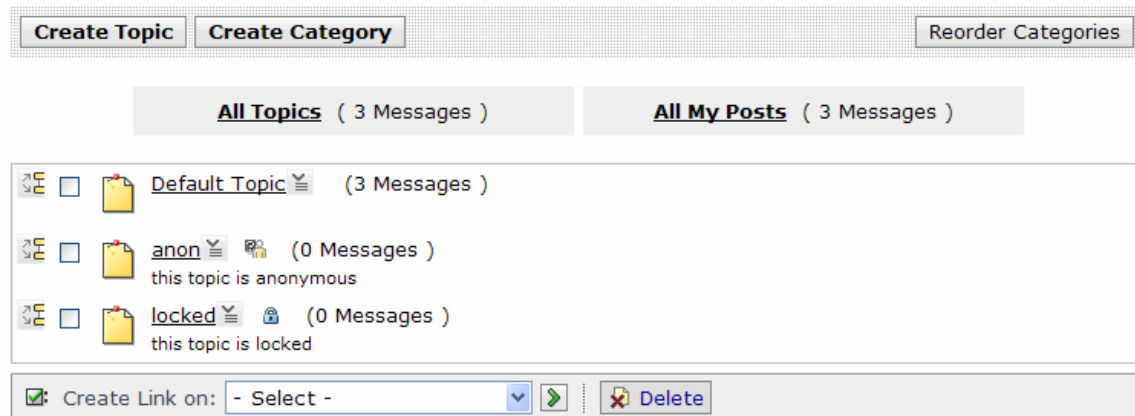 Create Topic Create Category Reorder Categories
All Topics ( 3 Messages ) All My Posts ( 3 Messages )
Default Topic (3 Messages )
anon (0 Messages )
this topic is anonymous
locked (0 Messages )
this topic is locked
Create Link on: - Select - Delete